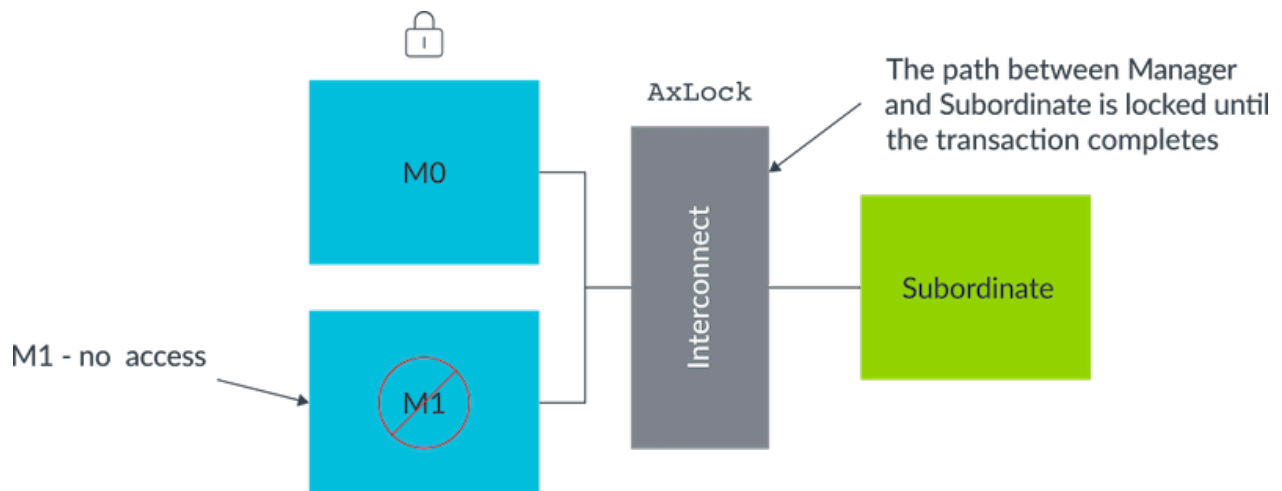 The path between Manager
and Subordinate is locked until
the transaction completes
AxLock
M0
Interconnect
Subordinate
M1 - no access
M1